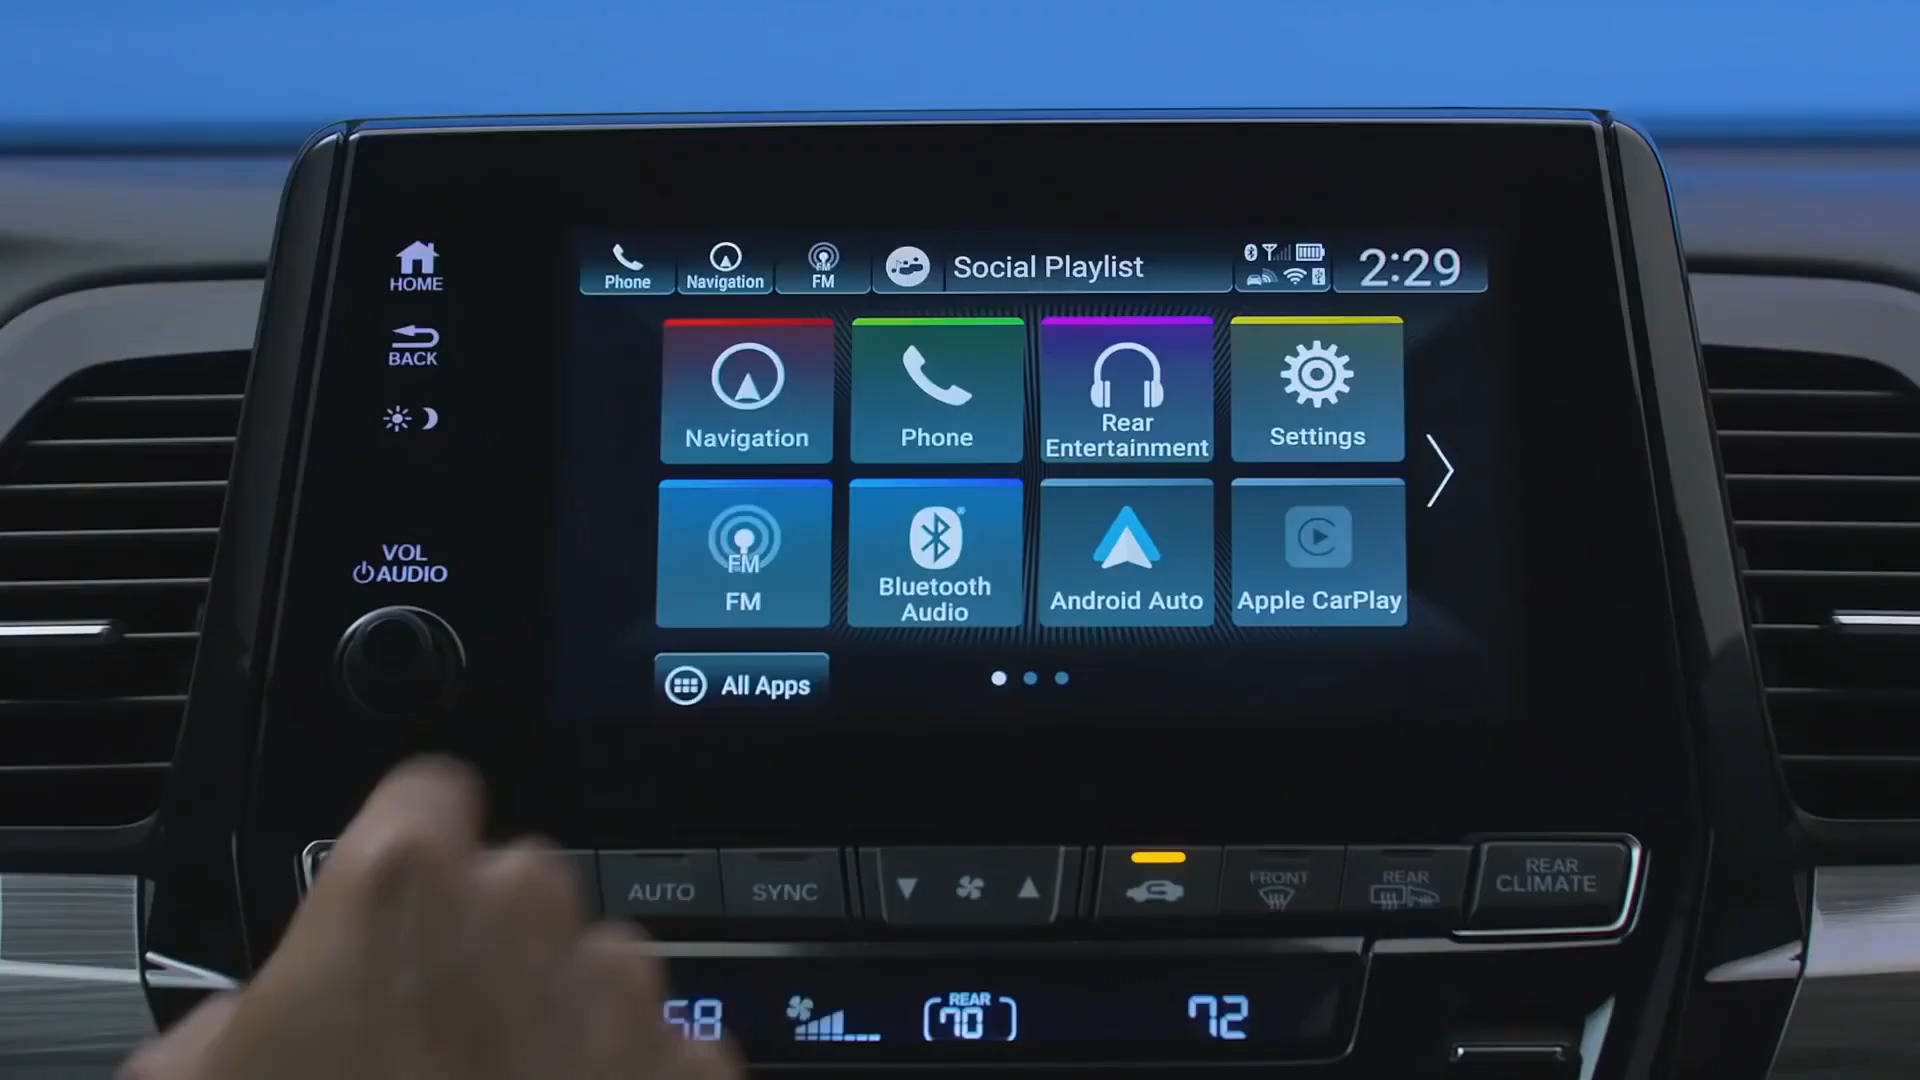 HOME
BACK
VOL
AUDIO
Phone
Navigation
FM
FM
Social Playlist
2:29
Navigation
Phone
Rear
Entertainment
Settings
FM
FM
Bluetooth
Audio
Android Auto
Apple CarPlay
All Apps
AUTO
SYNC
FRONT
REAR
REAR
CLIMATE
58
REAR
70
72